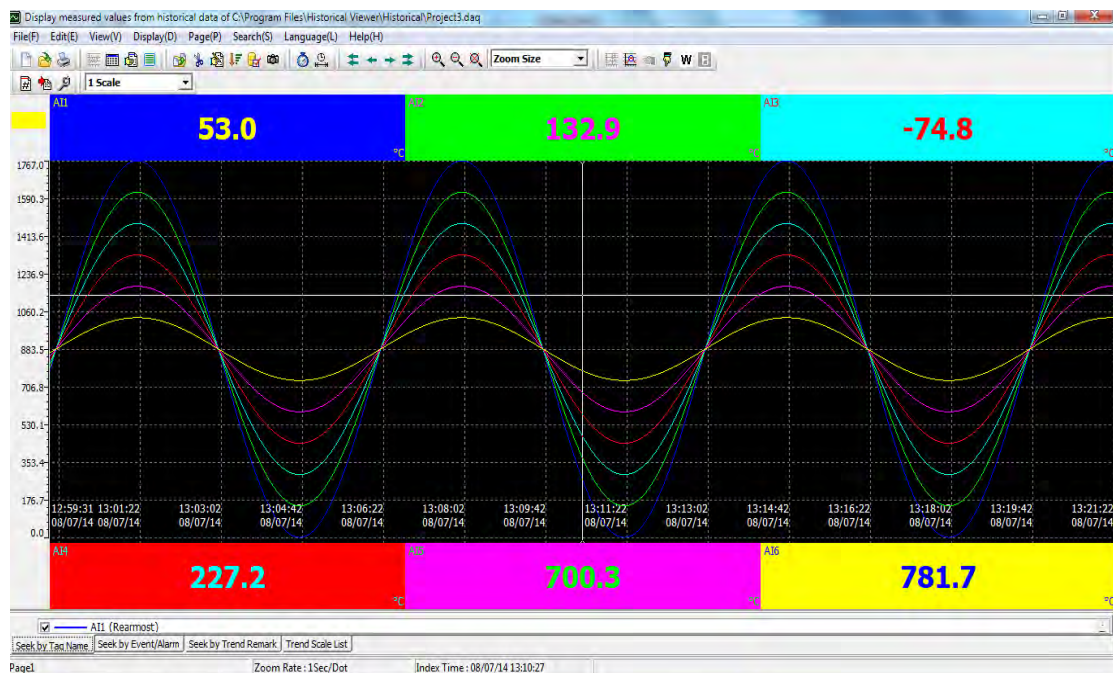 Display measured values from historical data of C:\Program Files\Historical Viewer\Historical\Project3.daq
File(F) Edit(E) View(V) Display(D) Page(P) Search(S) Language(L) Help(H)
Zoom Size W
1 Scale
AI1 AI3
53.0 132.9 -74.8
°C °C °C
1767.0
1590.3
1413.6
1236.9
1060.2
883.5
706.8
530.1
353.4
176.7
12:59:31 13:01:22 13:03:02 13:04:42 13:06:22 13:08:02 13:09:42 13:11:22 13:13:02 13:14:42 13:16:22 13:18:02 13:19:42 13:21:22
08/07/14 08/07/14 08/07/14 08/07/14 08/07/14 08/07/14 08/07/14 08/07/14 08/07/14 08/07/14 08/07/14 08/07/14 08/07/14 08/07/14
0.0
AI4 AI6
227.2 700.3 781.7
°C °C °C
AI1 (Rearmost)
Seek by Tag Name Seek by Event/Alarm Seek by Trend Remark Trend Scale List
Page1 Zoom Rate : 1Sec/Dot Index Time : 08/07/14 13:10:27